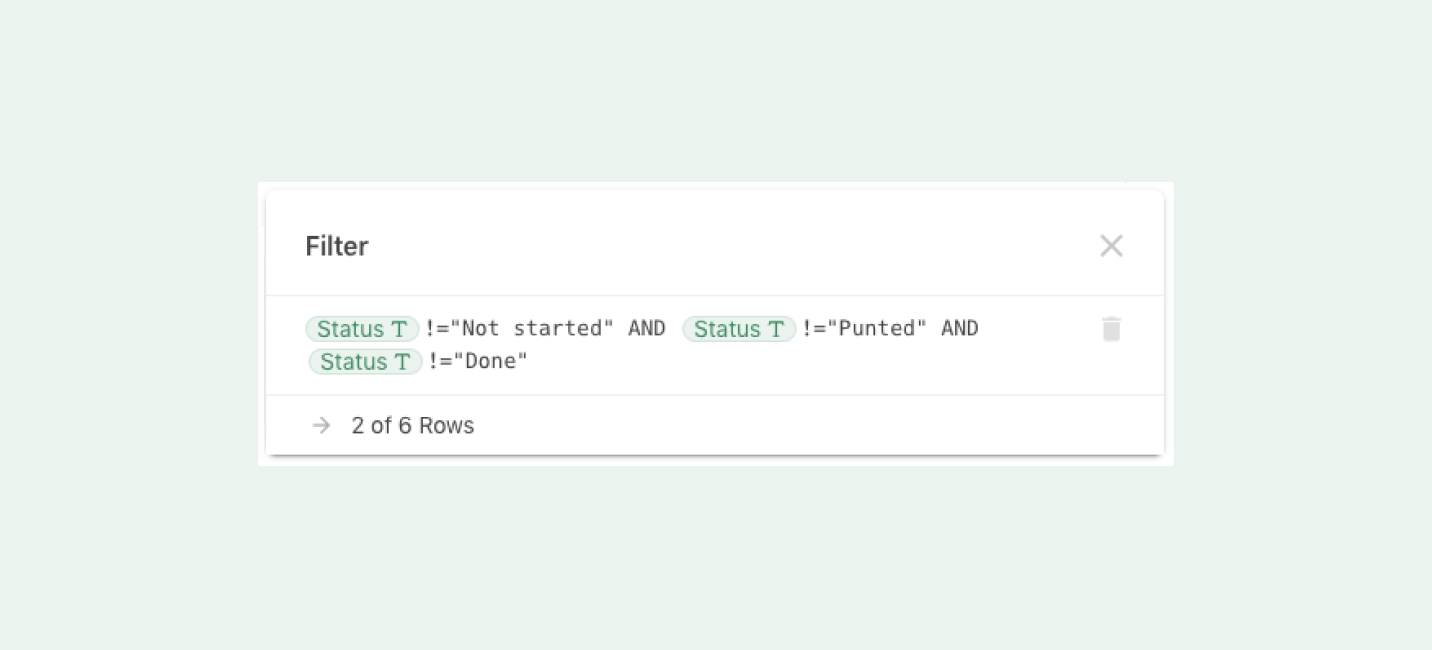 Filter
Status T !="Not started" AND Status T !="Punted" AND
Status T !="Done"
2 of 6 Rows